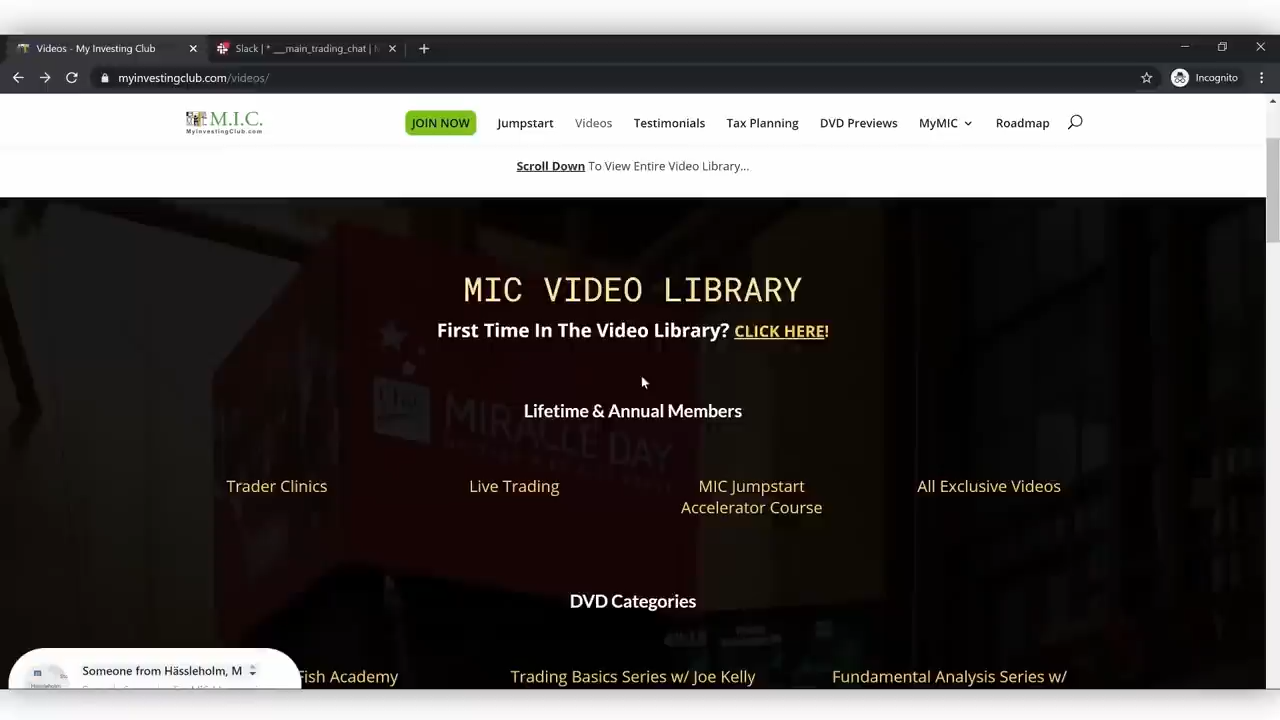 Videos - My Investing Club
Slack | * __main_trading_chat |
myinvestingclub.com/videos/
Incognito
M.I.C.
MyInvestingClub.com
JOIN NOW
Jumpstart
Videos
Testimonials
Tax Planning
DVD Previews
MyMIC
Roadmap
Scroll Down To View Entire Video Library...
MIC VIDEO LIBRARY
First Time In The Video Library? CLICK HERE!
Lifetime & Annual Members
MIRACLE DAY
Trader Clinics
Live Trading
MIC Jumpstart
Accelerator Course
All Exclusive Videos
DVD Categories
Someone from Hässleholm, M
Fish Academy
Trading Basics Series w/ Joe Kelly
Fundamental Analysis Series w/